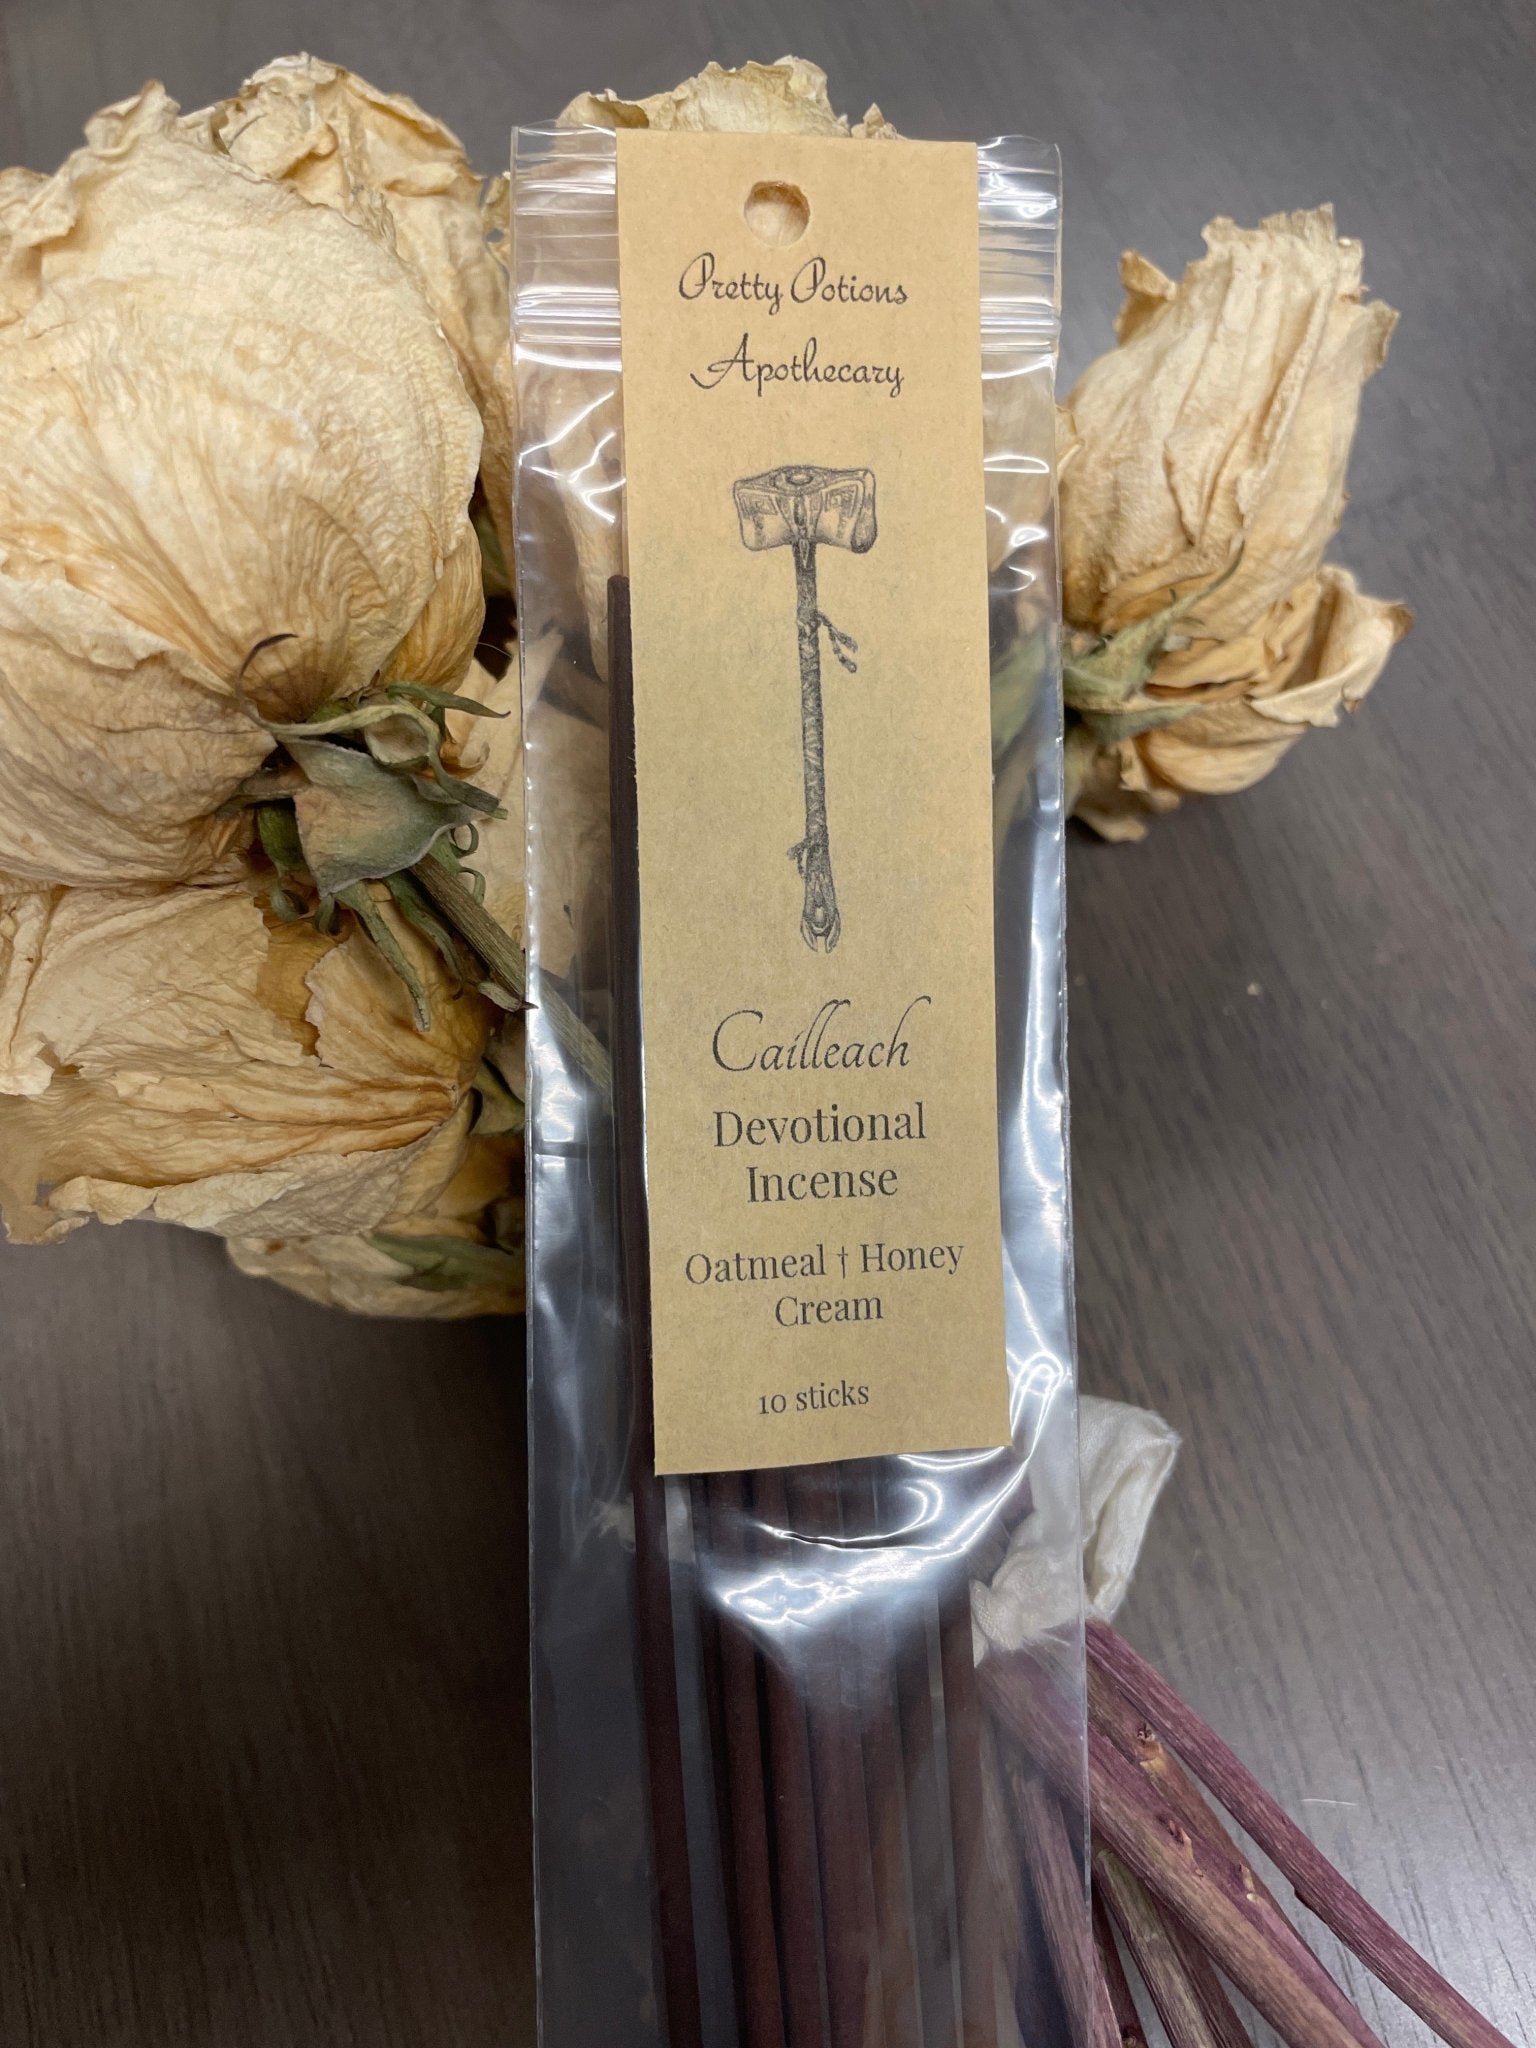 Pretty Potions
Apothecary
Cailleach
Devotional
Incense
Oatmeal † Honey
Cream
10 sticks